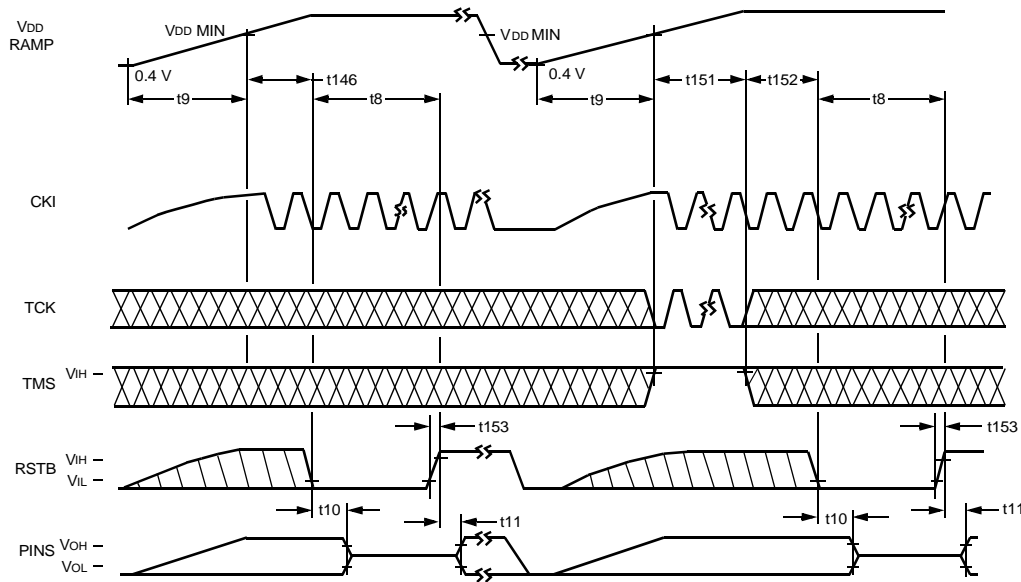 VDD
RAMP
VDD MIN
VDD MIN
0.4 V
0.4 V
t146
t151
t152
t9
t8
t9
t8
CKI
TCK
TMS
VIH
t153
t153
RSTB
VIH
VIL
t10
t11
t10
t11
PINS
VOH
VOL